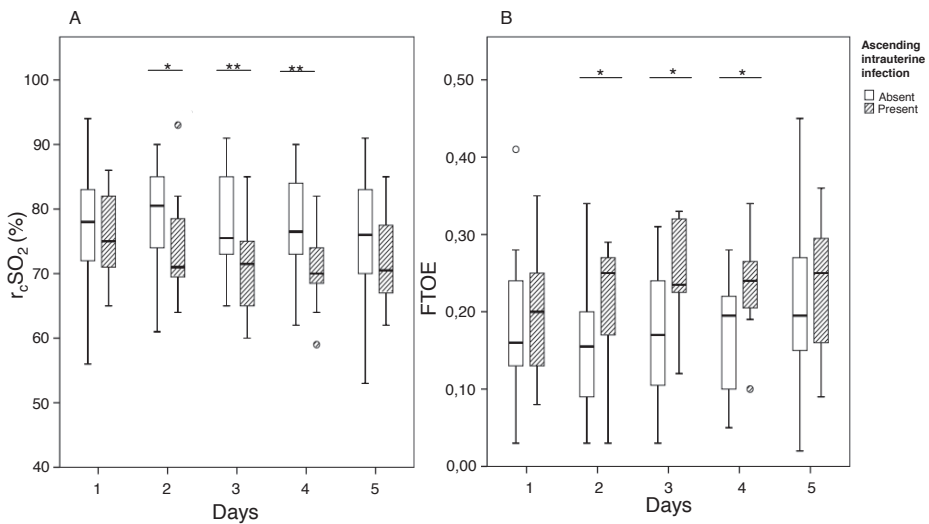 A
B
100
90
80
70
60
50
40
r_cSO_2 (%)
* ** **
1 2 3 4 5
Days
0,50
0,40
0,30
0,20
0,10
0,00
FTOE
* * *
1 2 3 4 5
Days
Ascending
intrauterine
infection
Absent
Present